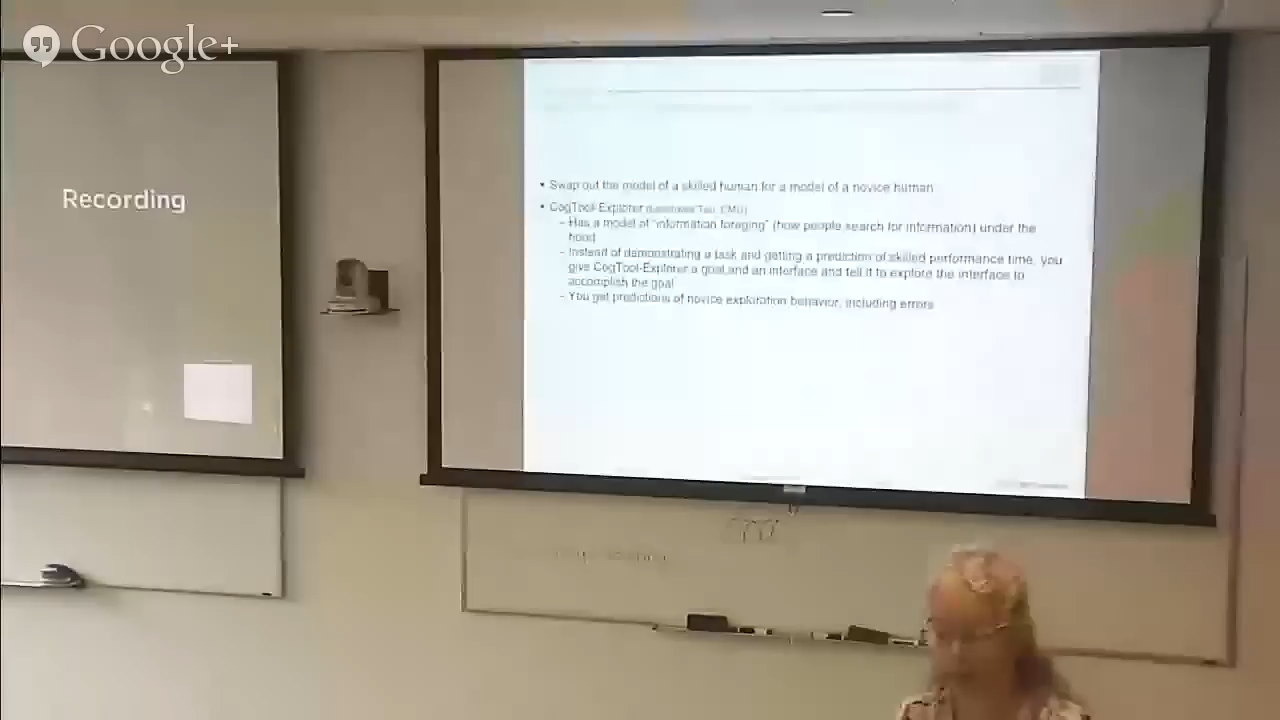 Google+
Recording
• Swap out the model of a skilled human for a model of a novice human
• CogTool-Explorer CMU)
– Has a model of "information foraging" (how people search for information) under the
hood
– Instead of demonstrating a task and getting a prediction of skilled performance time, you
give CogTool-Explorer a goal and an interface and tell it to explore the interface to
accomplish the goal
– You get predictions of novice exploration behavior, including errors